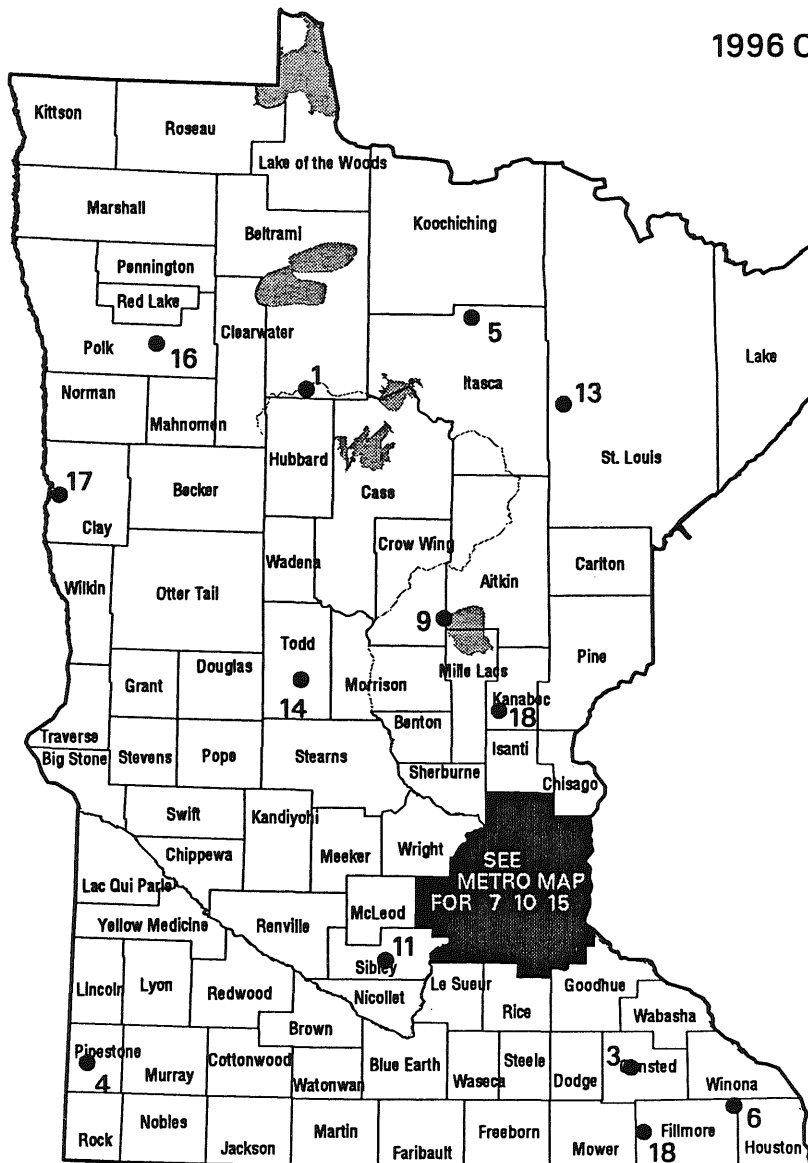 1996 C
Kittson
Roseau
Lake of the Woods
Marshall
Beltrami
Koochiching
Pennington
Red Lake
Clearwater
5
Polk
16
Itasca
Lake
Norman
1
13
Mahnomen
Hubbard
St. Louis
17
Becker
Cass
Clay
Crow Wing
Wadena
Aitkin
Carlton
Wilkin
Otter Tail
9
Todd
Pine
Douglas
Mille Lacs
Grant
14
Morrison
Kanabec
18
Benton
Traverse
Stevens
Pope
Stearns
Isanti
Big Stone
Sherburne
Chisago
Swift
Kandiyohi
Wright
Chippewa
Meeker
SEE
METRO MAP
FOR 7 10 15
Lac Qui Parle
McLeod
Yellow Medicine
Renville
11
Sibley
Lincoln
Lyon
Redwood
Nicollet
Le Sueur
Goodhue
Rice
Wabasha
Brown
Pipestone
4
Murray
Cottonwood
Watonwan
Blue Earth
Waseca
Steele
Dodge
3
Olmsted
Winona
6
Rock
Nobles
Jackson
Martin
Faribault
Freeborn
Mower
18
Fillmore
Houston